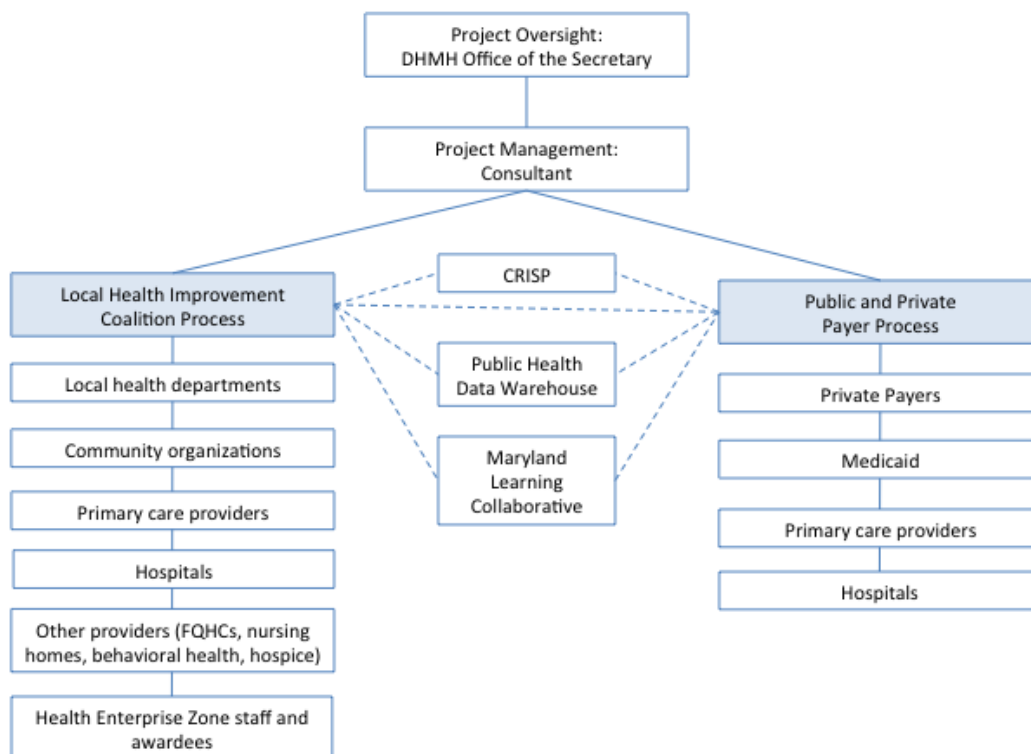 Project Oversight:
DHMH Office of the Secretary
Project Management:
Consultant
Local Health Improvement
Coalition Process
Local health departments
Community organizations
Primary care providers
Hospitals
Other providers (FQHCs, nursing
homes, behavioral health, hospice)
Health Enterprise Zone staff and
awardees
CRISP
Public Health
Data Warehouse
Maryland
Learning
Collaborative
Public and Private
Payer Process
Private Payers
Medicaid
Primary care providers
Hospitals